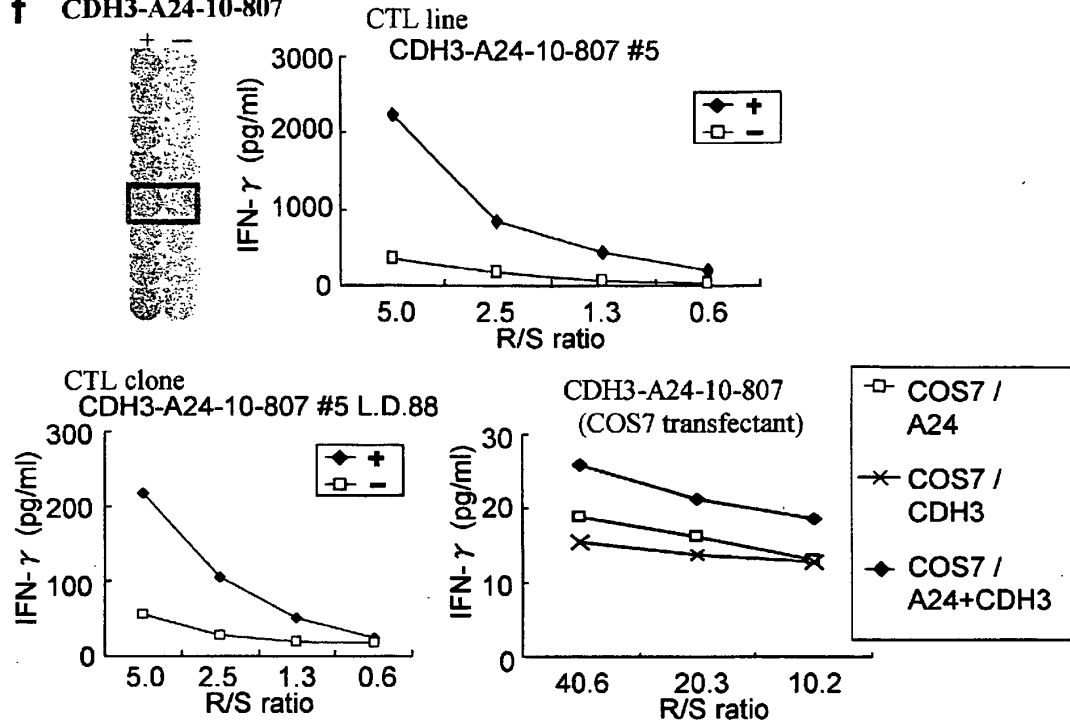 f CDH3-A24-10-807
+ −
CTL line
CDH3-A24-10-807 #5
IFN-γ (pg/ml)
3000
2000
1000
0
5.0 2.5 1.3 0.6
R/S ratio
+
−
CTL clone
CDH3-A24-10-807 #5 L.D.88
IFN-γ (pg/ml)
300
200
100
0
5.0 2.5 1.3 0.6
R/S ratio
+
−
CDH3-A24-10-807
(COS7 transfectant)
IFN-γ (pg/ml)
30
20
10
0
40.6 20.3 10.2
R/S ratio
COS7 /
A24
COS7 /
CDH3
COS7 /
A24+CDH3